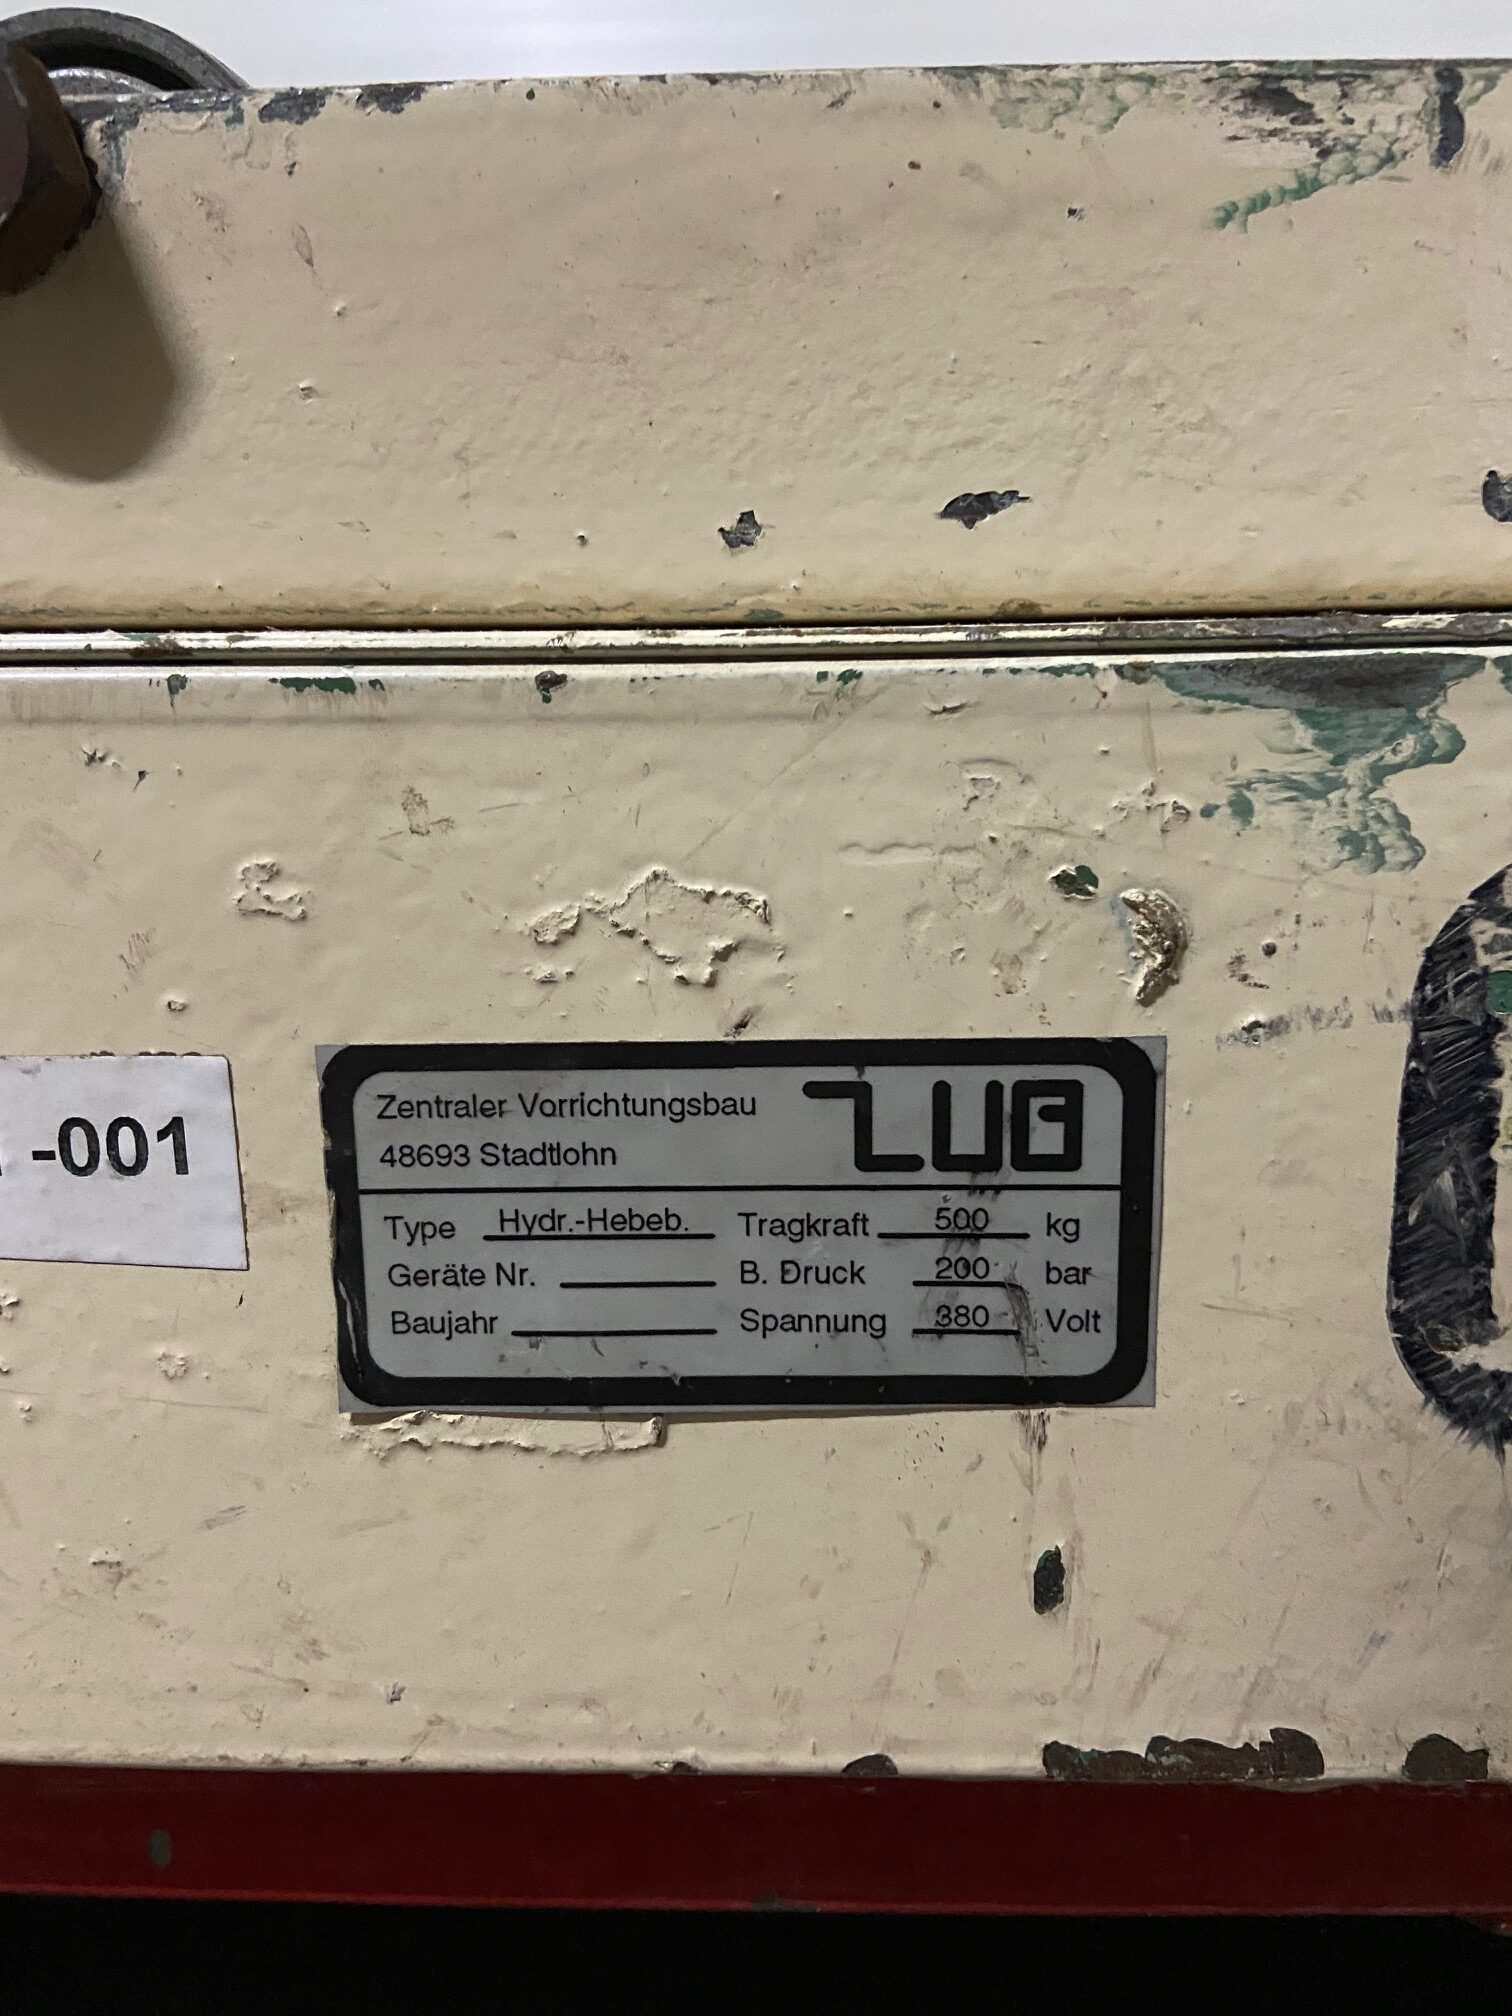 Zentraler Vorrichtungsbau
48693 Stadtlohn
ZVB
Type Hydr.-Hebeb. Tragkraft 500 kg
Geräte Nr. B. Druck 200 bar
Baujahr Spannung 380 Volt
-001